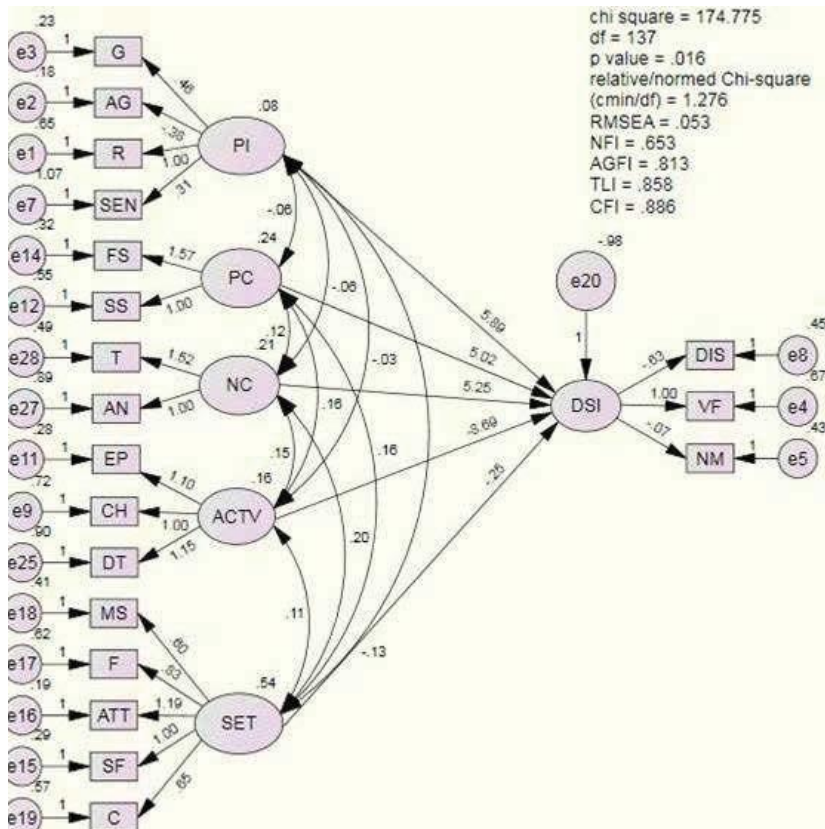 chi square = 174.775
df = 137
p value = .016
relative/normed Chi-square
(cmin/df) = 1.276
RMSEA = .053
NFI = .653
AGFI = .813
TLI = .858
CFI = .886
.23
e3 1 G
.18
e2 1 AG
.65
e1 1 R
1.07
e7 1 SEN
.32
e14 1 FS
.55
e12 1 SS
.49
e28 1 T
.89
e27 1 AN
.28
e11 1 EP
.72
e9 1 CH
.90
e25 1 DT
.41
e18 1 MS
.62
e17 1 F
.19
e16 1 ATT
.29
e15 1 SF
.57
e19 1 C
.46
-.38
1.00
.31
.08
PI
1.57
1.00
.24
PC
1.52
1.00
.21
NC
1.10
1.00
1.15
.16
ACTV
.60
.83
1.19
1.00
.65
.54
SET
-.06
-.06
-.03
.12
.16
.16
.15
.20
.11
-.13
5.89
5.02
5.25
-8.69
-.25
-.98
e20
1
DSI
-.63
1.00
-.07
.45
DIS 1 e8
.67
VF 1 e4
.43
NM 1 e5